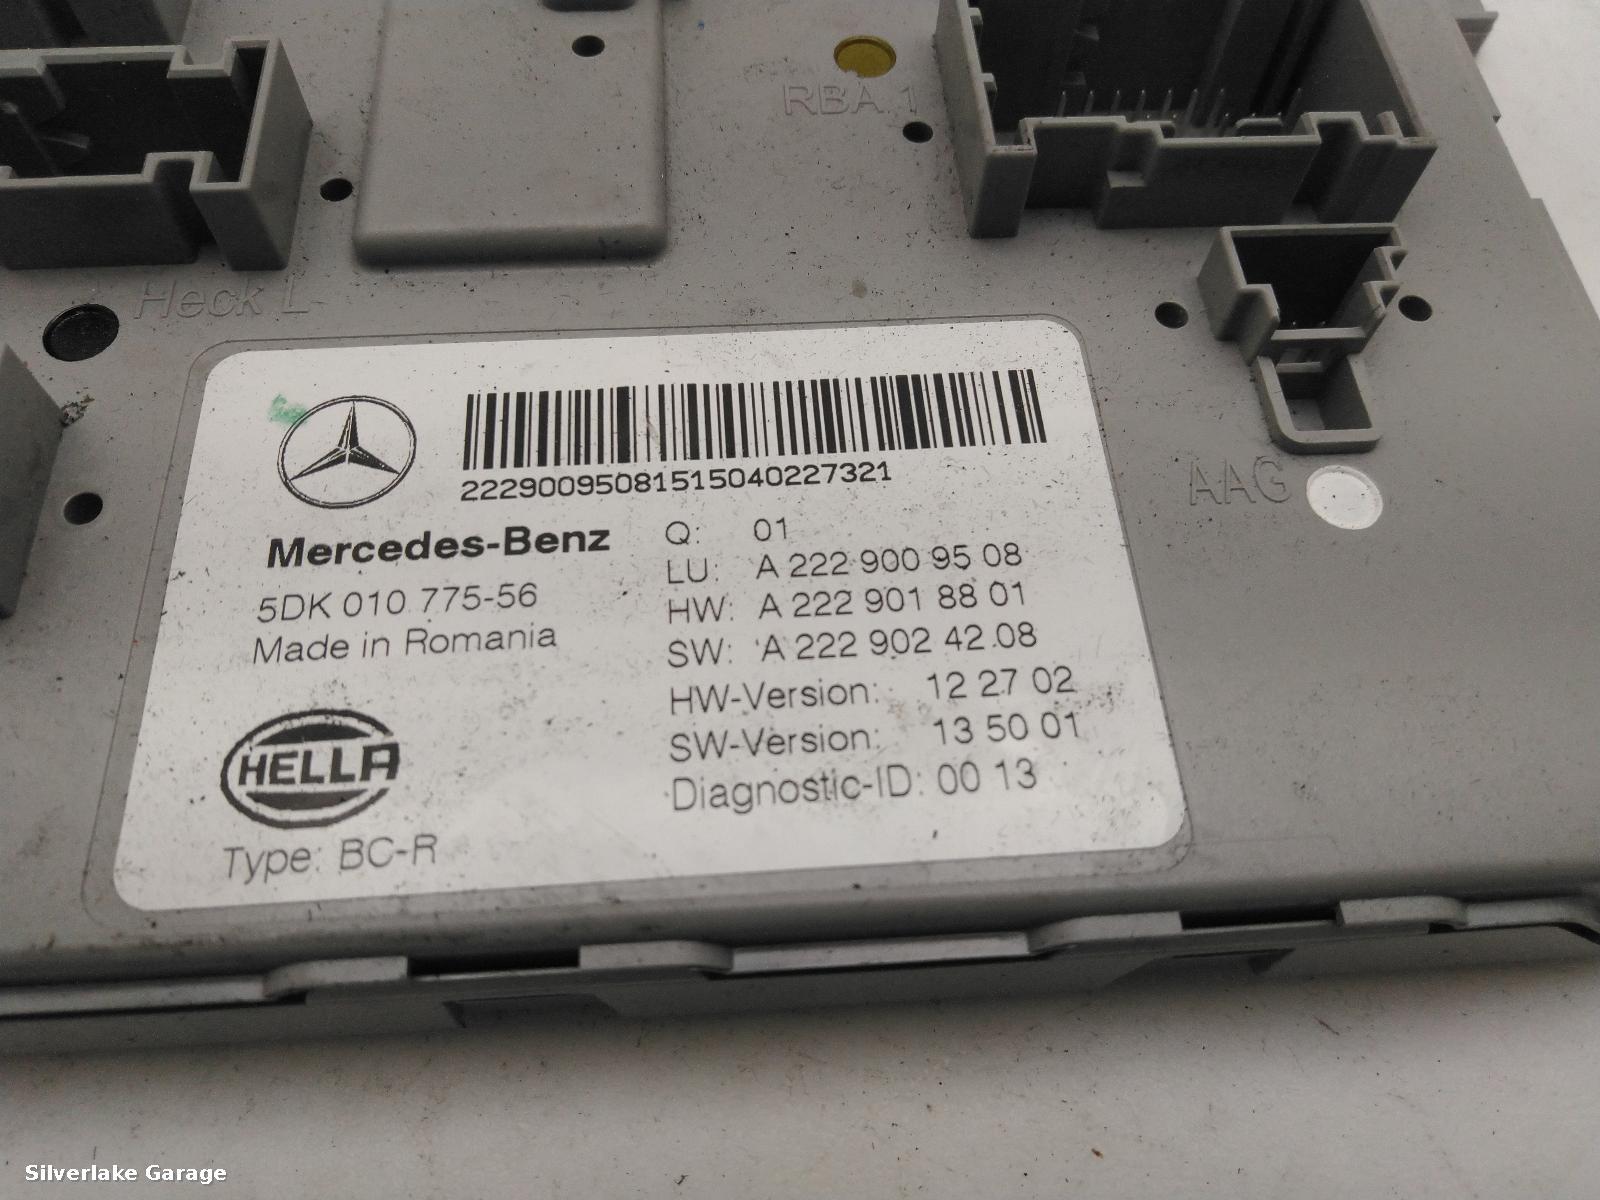 RBA 1
Heck L
22290095081515040227321
Mercedes-Benz
5DK 010 775-56
Made in Romania
HELLA
Type: BC-R
Q: 01
LU: A 222 900 95 08
HW: A 222 901 88 01
SW: A 222 902 42 08
HW-Version: 12 27 02
SW-Version: 13 50 01
Diagnostic-ID: 00 13
AAG
Silverlake Garage